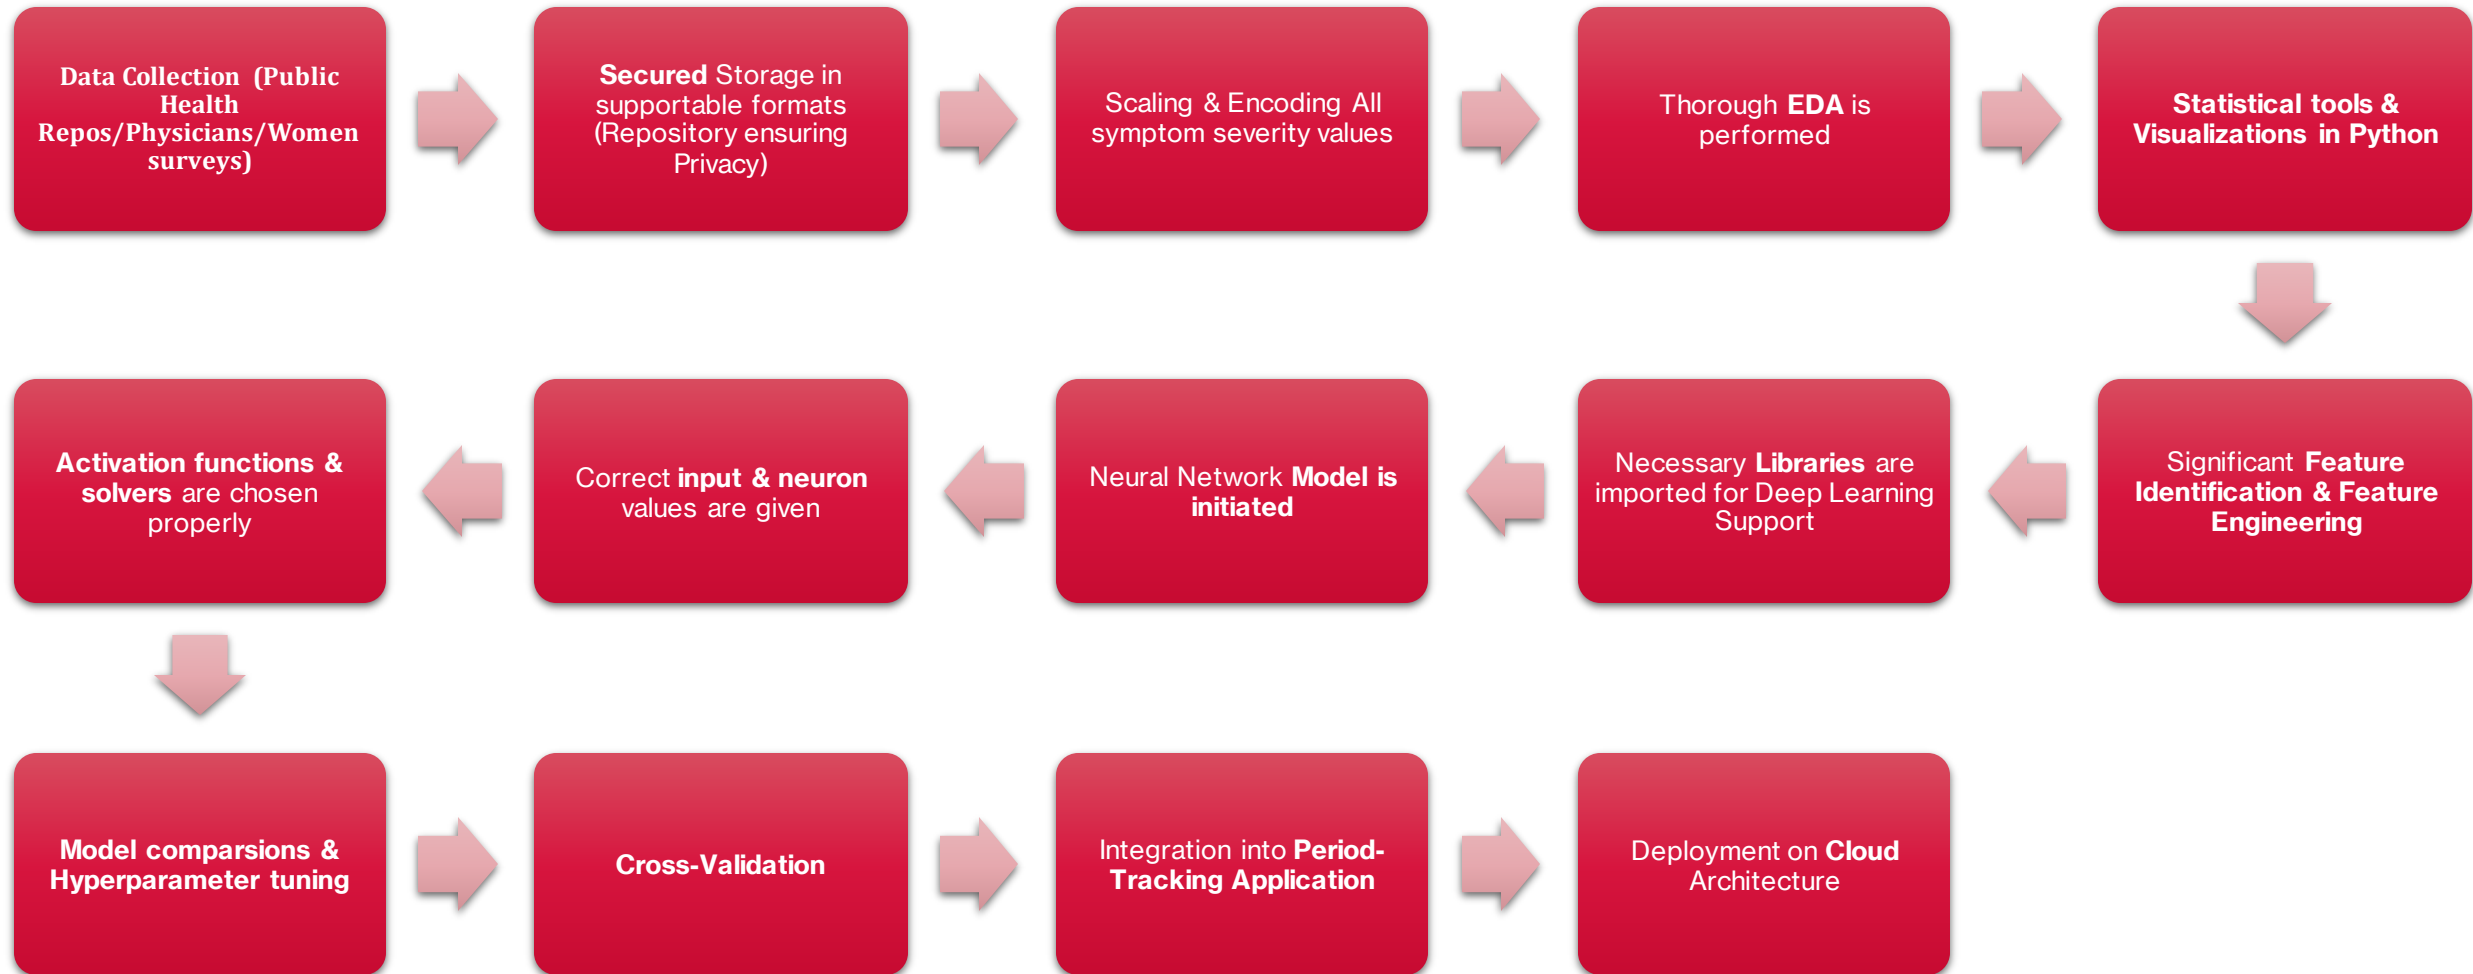 Data Collection (Public
Health
Repos/Physicians/Women
surveys)
Secured Storage in
supportable formats
(Repository ensuring
Privacy)
Scaling & Encoding All
symptom severity values
Thorough EDA is
performed
Statistical tools &
Visualizations in Python
Significant Feature
Identification & Feature
Engineering
Necessary Libraries are
imported for Deep Learning
Support
Neural Network Model is
initiated
Correct input & neuron
values are given
Activation functions &
solvers are chosen
properly
Model comparsions &
Hyperparameter tuning
Cross-Validation
Integration into Period-
Tracking Application
Deployment on Cloud
Architecture